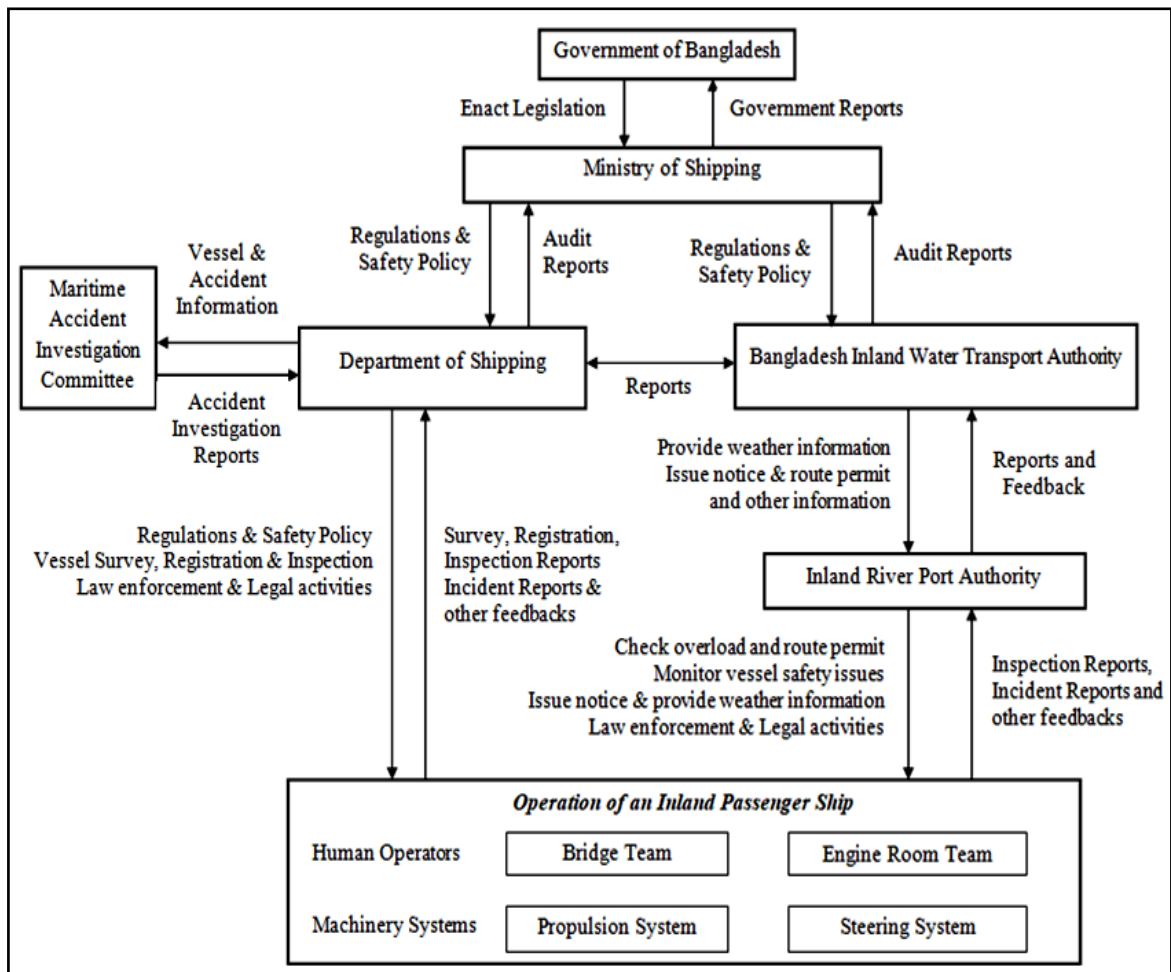 Government of Bangladesh
Enact Legislation
Government Reports
Ministry of Shipping
Regulations &
Safety Policy
Audit
Reports
Regulations &
Safety Policy
Audit Reports
Vessel &
Accident
Information
Maritime
Accident
Investigation
Committee
Department of Shipping
Bangladesh Inland Water Transport Authority
Reports
Accident
Investigation
Reports
Provide weather information
Issue notice & route permit
and other information
Reports and
Feedback
Regulations & Safety Policy
Vessel Survey, Registration & Inspection
Law enforcement & Legal activities
Survey, Registration,
Inspection Reports
Incident Reports &
other feedbacks
Inland River Port Authority
Check overload and route permit
Monitor vessel safety issues
Issue notice & provide weather information
Law enforcement & Legal activities
Inspection Reports,
Incident Reports and
other feedbacks
Operation of an Inland Passenger Ship
Human Operators
Bridge Team
Engine Room Team
Machinery Systems
Propulsion System
Steering System